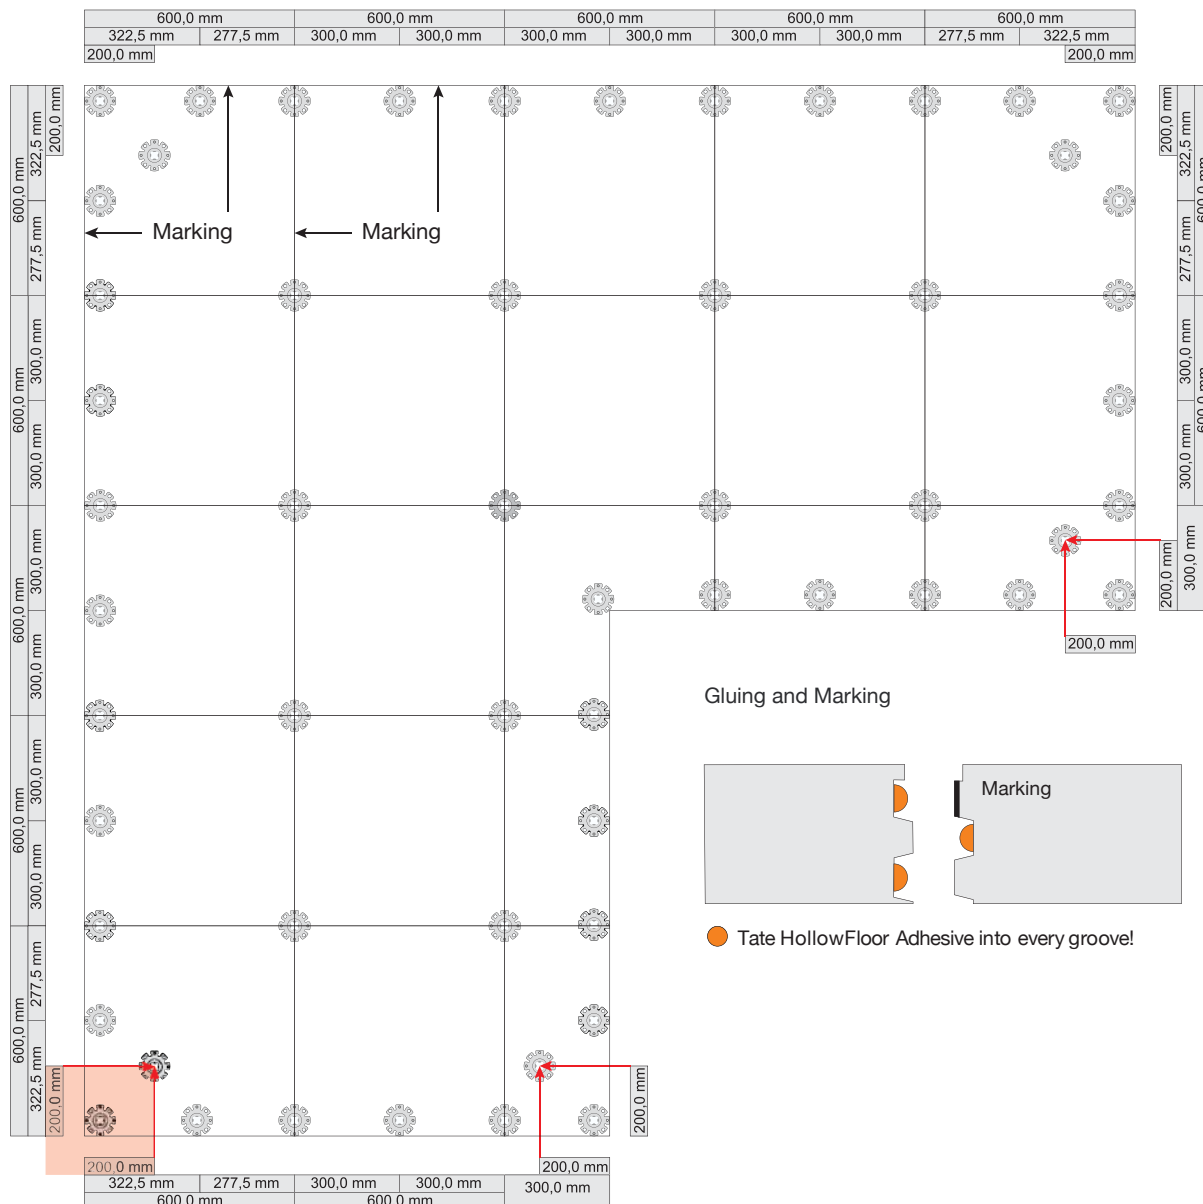 600,0 mm 600,0 mm 600,0 mm 600,0 mm 600,0 mm
322,5 mm 277,5 mm 300,0 mm 300,0 mm 300,0 mm 300,0 mm 300,0 mm 300,0 mm 277,5 mm 322,5 mm
200,0 mm 200,0 mm
600,0 mm 600,0 mm 600,0 mm 600,0 mm 600,0 mm
322,5 mm 277,5 mm 300,0 mm 300,0 mm 300,0 mm 300,0 mm 300,0 mm 300,0 mm 277,5 mm 322,5 mm
200,0 mm
200,0 mm
Marking Marking
200,0 mm
322,5 mm 277,5 mm 300,0 mm 300,0 mm 300,0 mm
600,0 mm 600,0 mm
200,0 mm
200,0 mm
Gluing and Marking
Marking
Tate HollowFloor Adhesive into every groove!
200,0 mm
200,0 mm 200,0 mm
322,5 mm 277,5 mm 300,0 mm 300,0 mm 300,0 mm
600,0 mm 600,0 mm